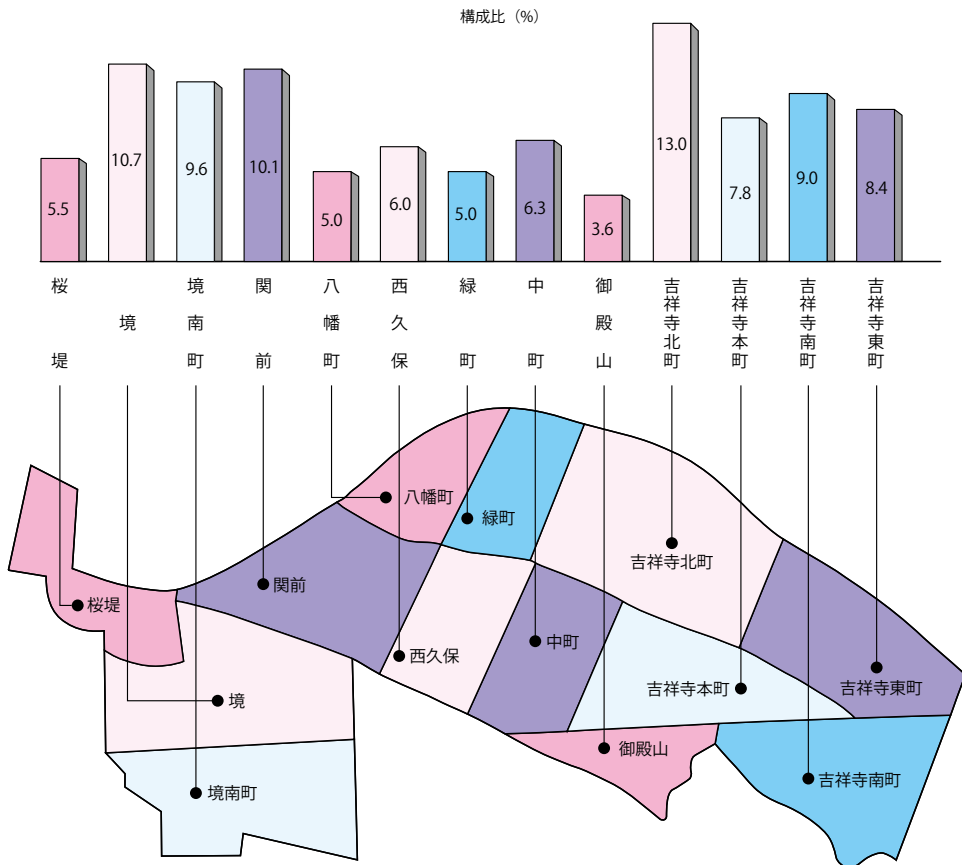 構成比（%）
5.5
10.7
9.6
10.1
5.0
6.0
5.0
6.3
3.6
13.0
7.8
9.0
8.4
桜堤
境
境南町
関前
八幡町
西久保
緑町
中町
御殿山
吉祥寺北町
吉祥寺本町
吉祥寺南町
吉祥寺東町
八幡町
緑町
吉祥寺北町
関前
桜堤
西久保
中町
吉祥寺東町
吉祥寺本町
境
御殿山
吉祥寺南町
境南町